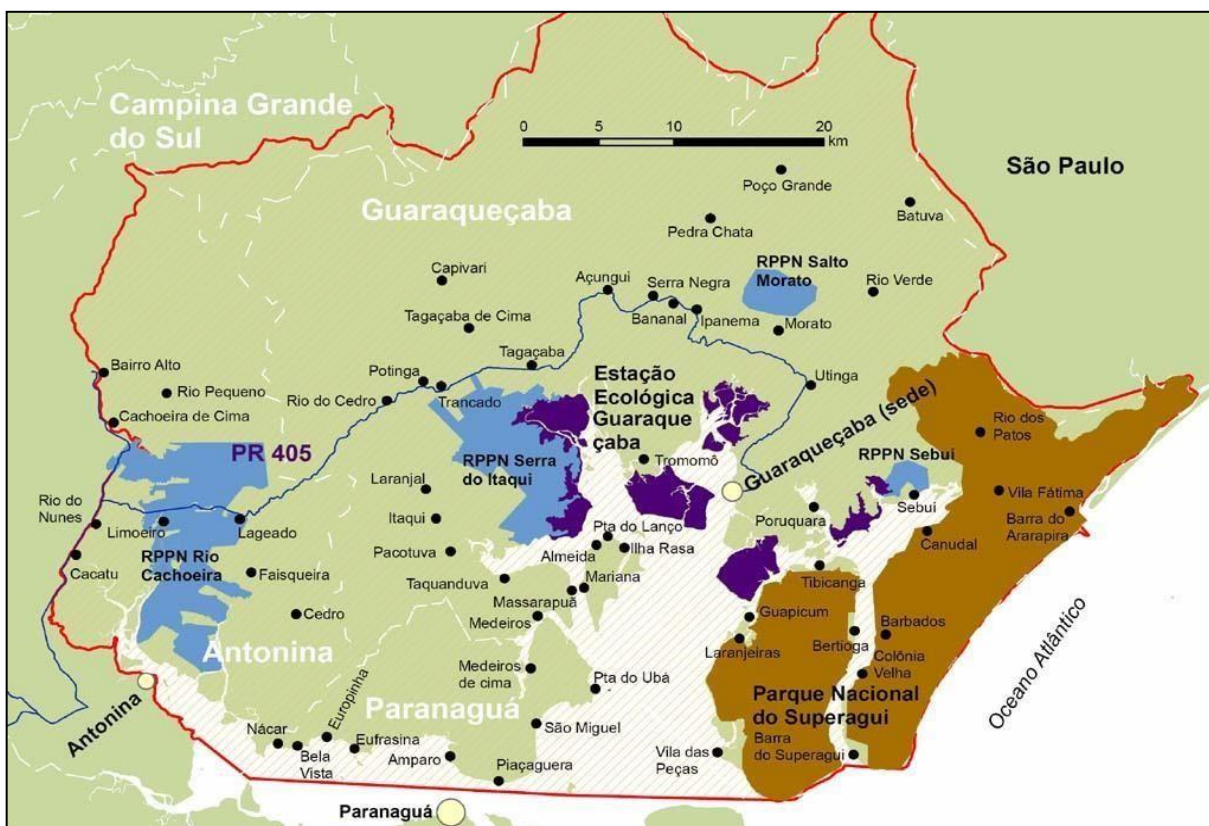 Campina Grande
do Sul
0 5 10 20
km
São Paulo
Poço Grande
Guaraqueçaba
Batuva
Pedra Chata
Capivari
Açungui
Serra Negra
RPPN Salto
Morato
Rio Verde
Bananal
Ipanema
Tagaçaba de Cima
Morato
Tagaçaba
Bairro Alto
Potinga
Estação
Ecológica
Guaraque
çaba
Utinga
Rio Pequeno
Rio do Cedro
Trancado
Cachoeira de Cima
Guaraqueçaba (sede)
Rio dos
Patos
PR 405
RPPN Serra
do Itaqui
Tromomô
RPPN Sebui
Laranjal
Vila Fátima
Rio do
Nunes
Limoeiro
Lageado
Itaqui
Pta do Lanço
Poruquara
Sebui
Barra do
Ararapira
RPPN Rio
Cachoeira
Pacotuva
Almeida
Ilha Rasa
Canudal
Cacatu
Faisqueira
Taquanduva
Mariana
Tibicanga
Massarapuã
Cedro
Medeiros
Guapicum
Barbados
Laranjeiras
Bertioga
Antonina
Colônia
Velha
Medeiros
de cima
Pta do Ubá
Parque Nacional
do Superagui
Oceano Atlântico
Antonina
Europinha
Paranaguá
São Miguel
Nácar
Bela
Vista
Eufrasina
Amparo
Vila das
Peças
Barra
do Superagui
Piaçaguera
Paranaguá